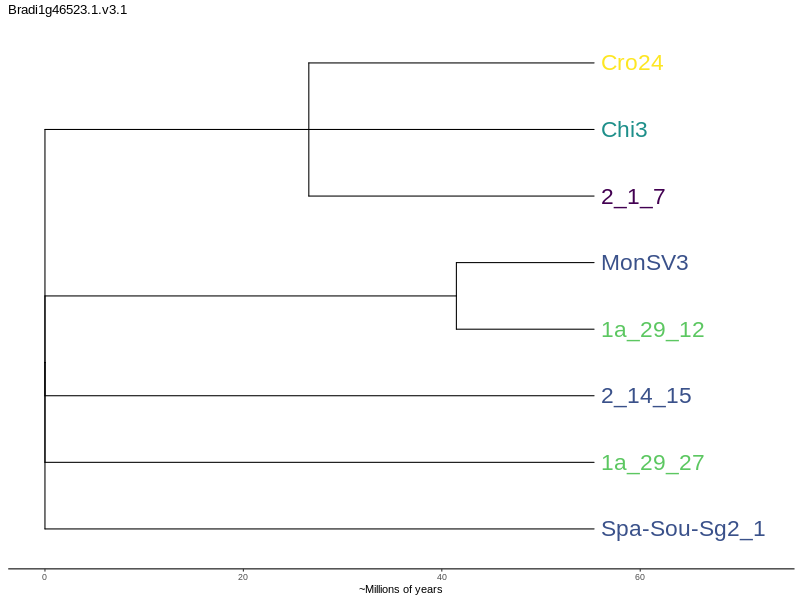 Bradi1g46523.1.v3.1
Cro24
Chi3
2_1_7
MonSV3
1a_29_12
2_14_15
1a_29_27
Spa-Sou-Sg2_1
0 20 40 60
~Millions of years